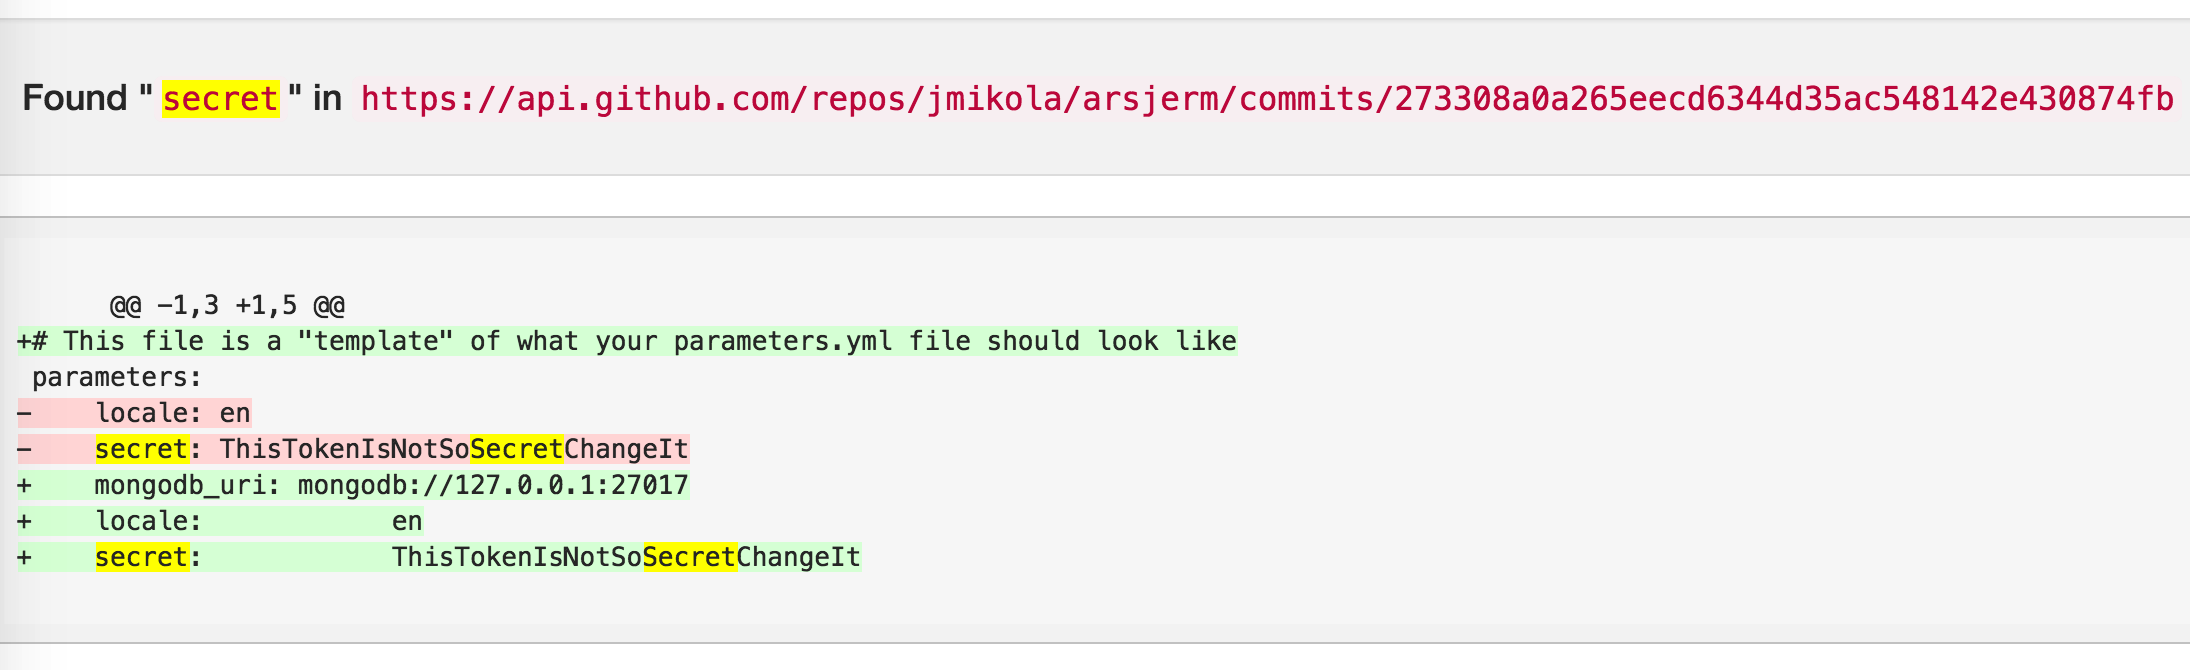 Found "secret" in https://api.github.com/repos/jmikola/arsjerm/commits/273308a0a265eecd6344d35ac548142e430874fb
@@ -1,3 +1,5 @@
+# This file is a "template" of what your parameters.yml file should look like
 parameters:
-    locale: en
-    secret: ThisTokenIsNotSoSecretChangeIt
+    mongodb_uri: mongodb://127.0.0.1:27017
+    locale:            en
+    secret:            ThisTokenIsNotSoSecretChangeIt